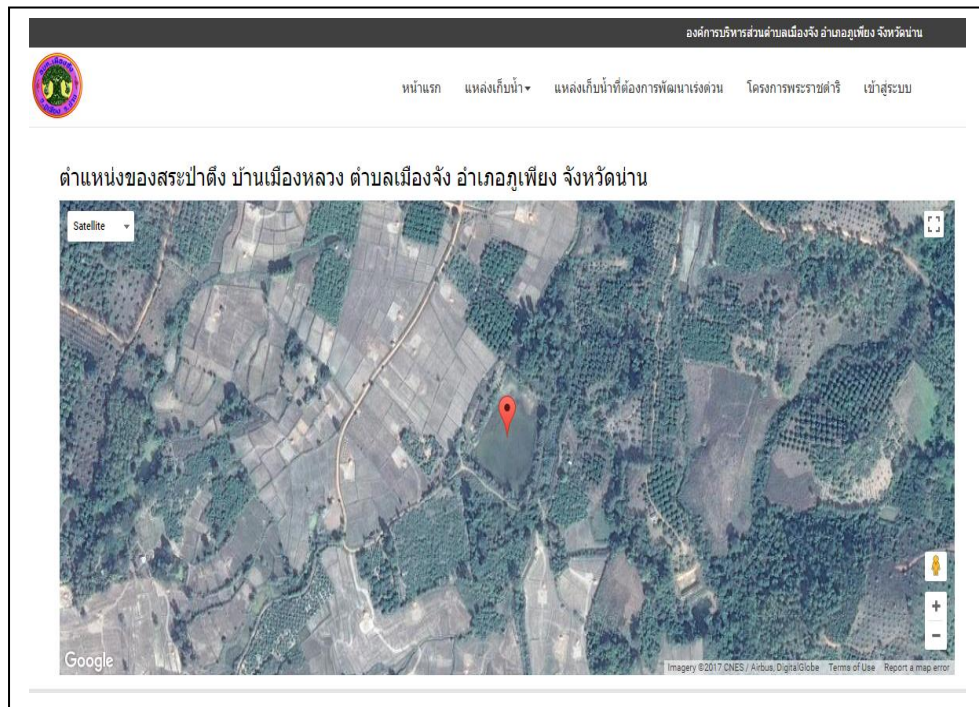 องค์การบริหารส่วนตำบลเมืองจัง อำเภอภูเพียง จังหวัดน่าน
หน้าแรก แหล่งเก็บน้ำ แหล่งเก็บน้ำที่ต้องการพัฒนาเร่งด่วน โครงการพระราชดำริ เข้าสู่ระบบ
ตำแหน่งของสระป่าตึง บ้านเมืองหลวง ตำบลเมืองจัง อำเภอภูเพียง จังหวัดน่าน
Satellite
+
−
Google
Imagery ©2017 CNES / Airbus, DigitalGlobe Terms of Use Report a map error